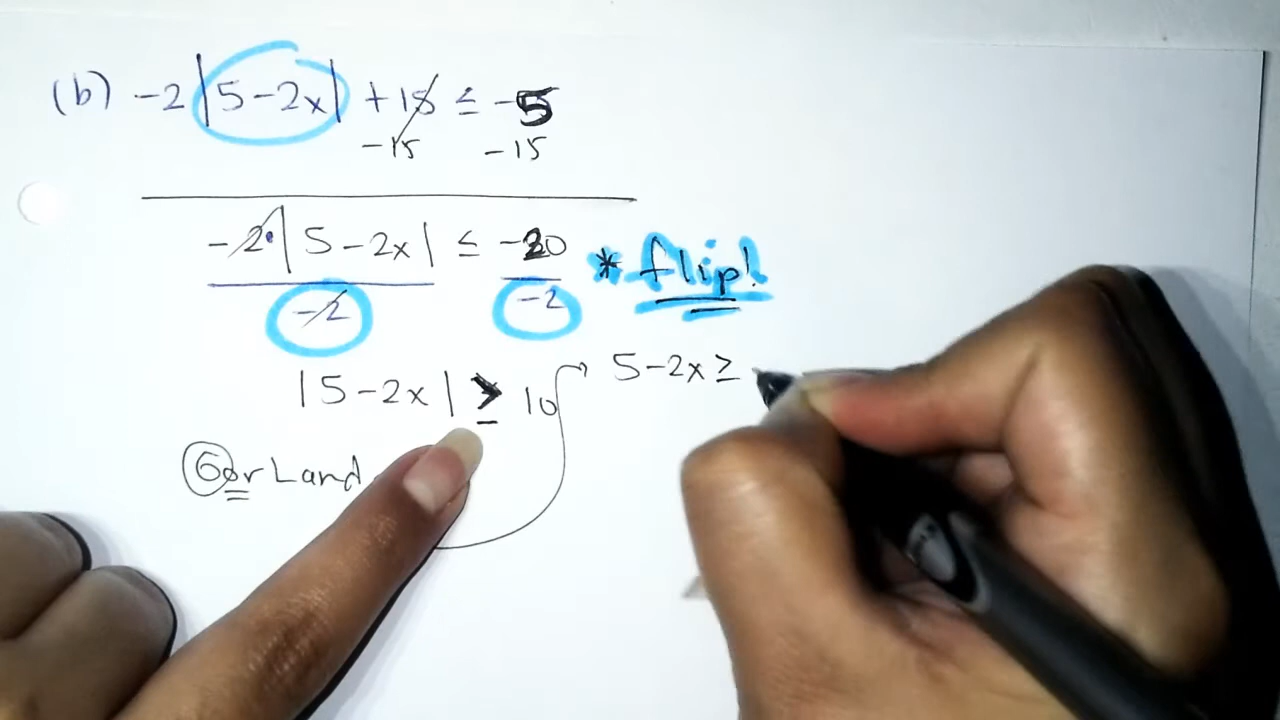 (b) -2|5-2x| +15 ≤ -5
-15 -15
-2·|5-2x| ≤ -20 *flip!
-2 -2
|5-2x| ≥ 10 → 5-2x ≥
Gor Land